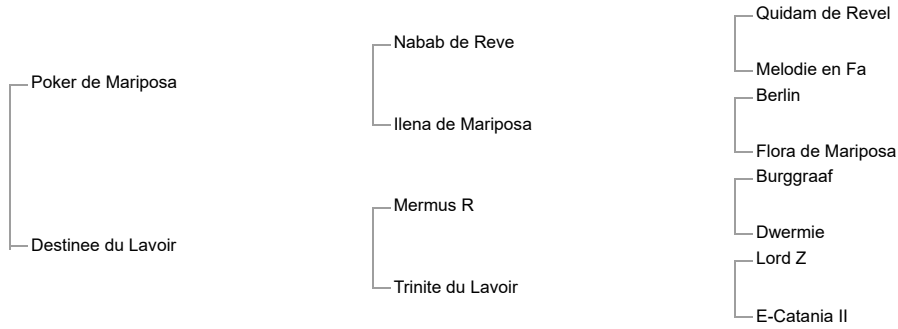 Quidam de Revel
Nabab de Reve
Melodie en Fa
Poker de Mariposa
Berlin
Ilena de Mariposa
Flora de Mariposa
Burggraaf
Mermus R
Dwermie
Destinee du Lavoir
Lord Z
Trinite du Lavoir
E-Catania II